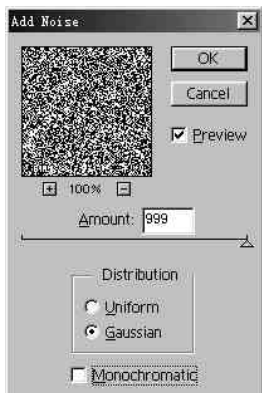 Add Noise
OK
Cancel
Preview
100%
Amount: 999
Distribution
Uniform
Gaussian
Monochromatic